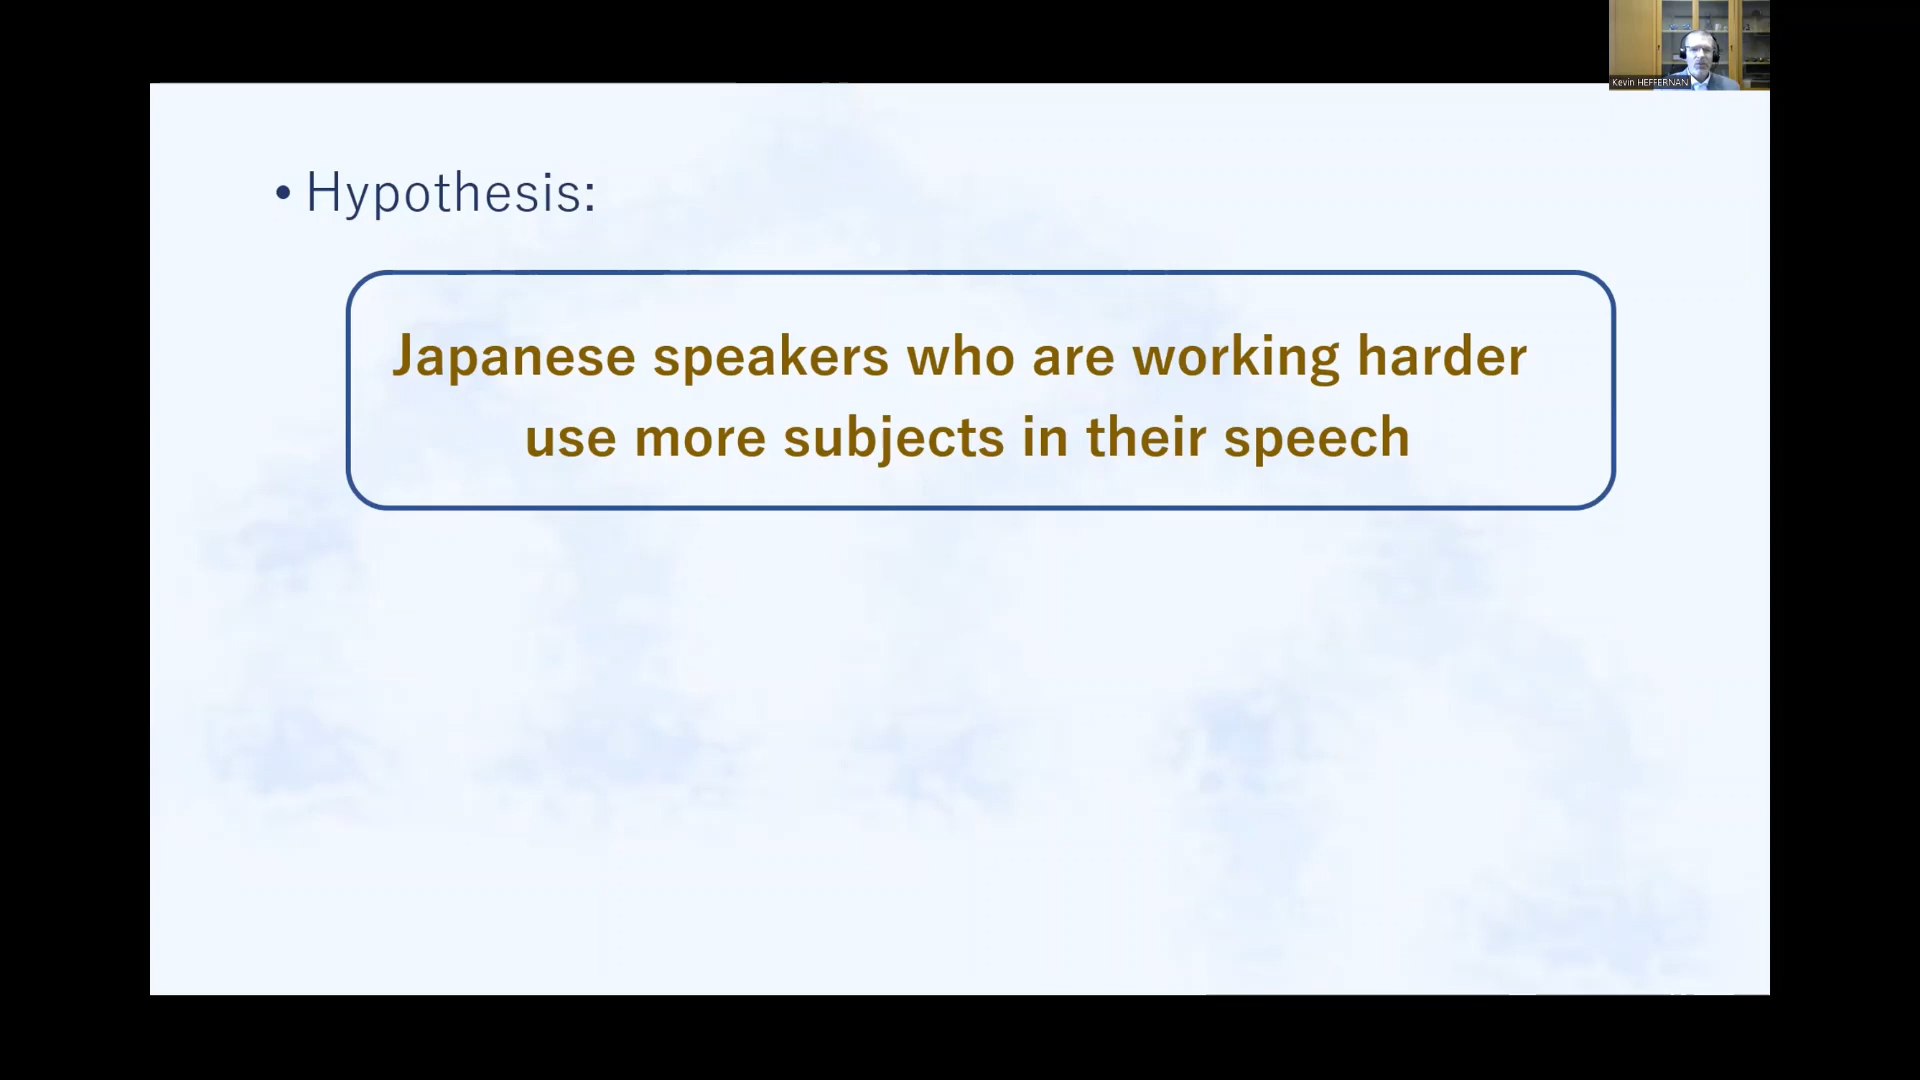 Kevin HEFFERNAN
• Hypothesis:
Japanese speakers who are working harder
use more subjects in their speech